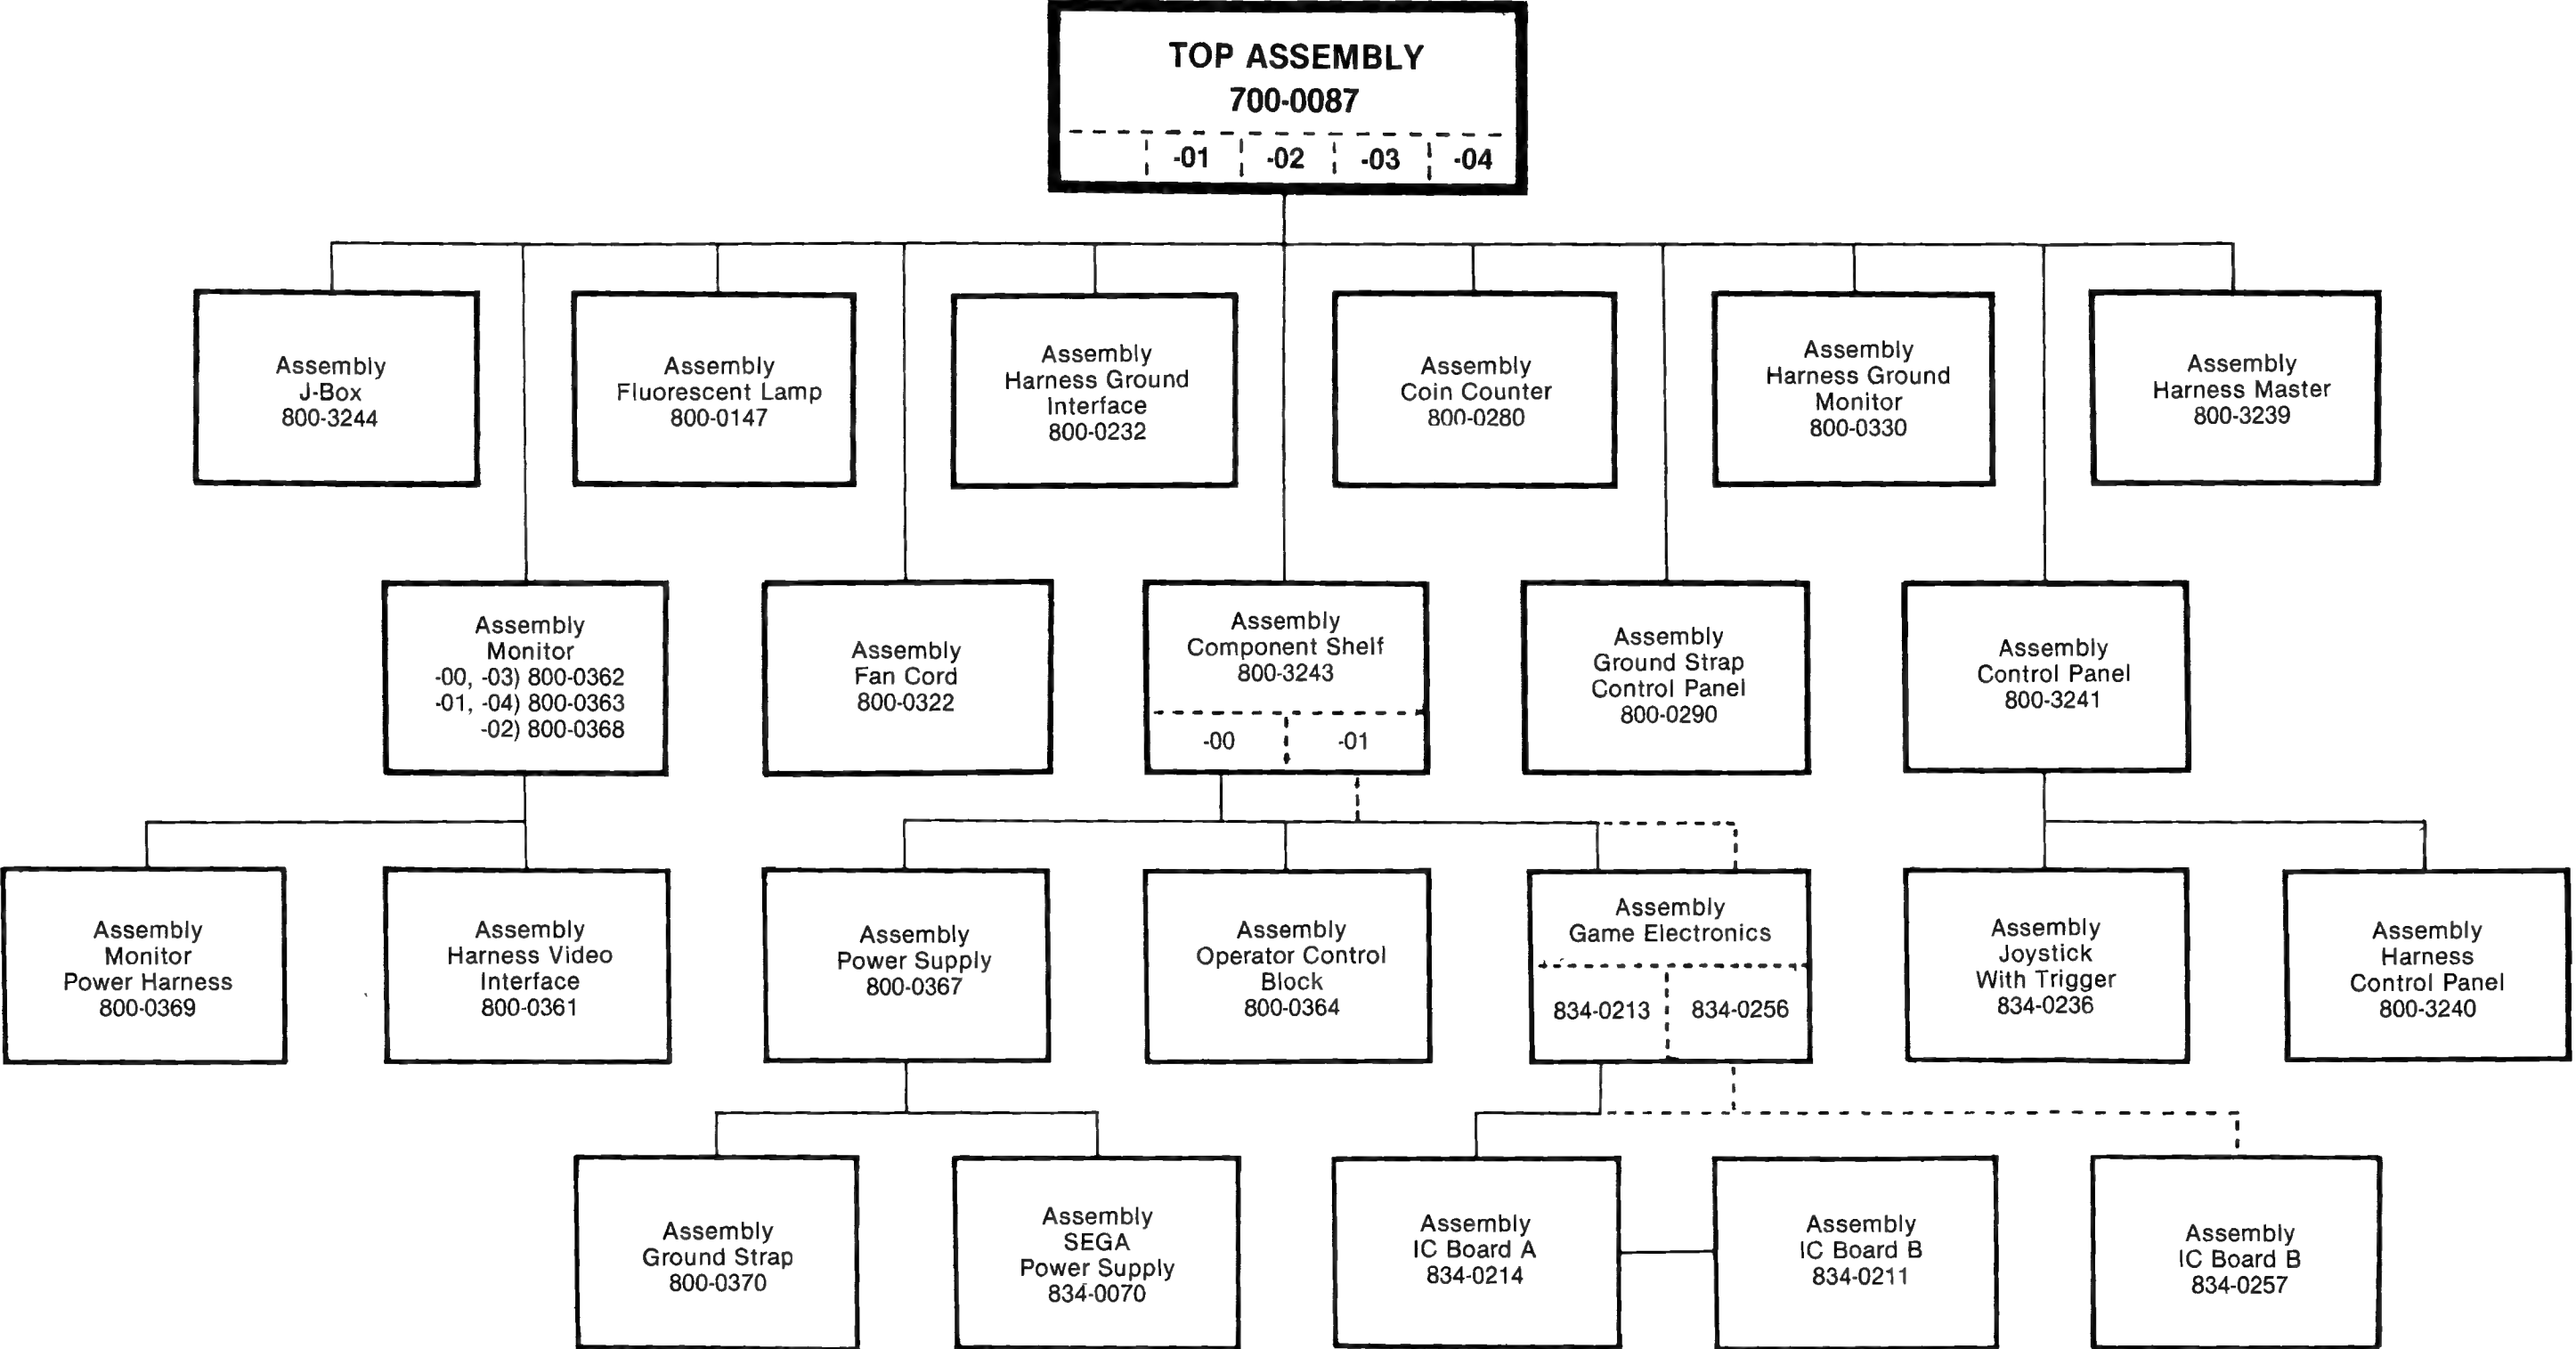 TOP ASSEMBLY
700-0087
-01 -02 -03 -04
Assembly
J-Box
800-3244
Assembly
Fluorescent Lamp
800-0147
Assembly
Harness Ground
Interface
800-0232
Assembly
Coin Counter
800-0280
Assembly
Harness Ground
Monitor
800-0330
Assembly
Harness Master
800-3239
Assembly
Monitor
-00, -03) 800-0362
-01, -04) 800-0363
-02) 800-0368
Assembly
Fan Cord
800-0322
Assembly
Component Shelf
800-3243
-00 -01
Assembly
Ground Strap
Control Panel
800-0290
Assembly
Control Panel
800-3241
Assembly
Monitor
Power Harness
800-0369
Assembly
Harness Video
Interface
800-0361
Assembly
Power Supply
800-0367
Assembly
Operator Control
Block
800-0364
Assembly
Game Electronics
834-0213 834-0256
Assembly
Joystick
With Trigger
834-0236
Assembly
Harness
Control Panel
800-3240
Assembly
Ground Strap
800-0370
Assembly
SEGA
Power Supply
834-0070
Assembly
IC Board A
834-0214
Assembly
IC Board B
834-0211
Assembly
IC Board B
834-0257